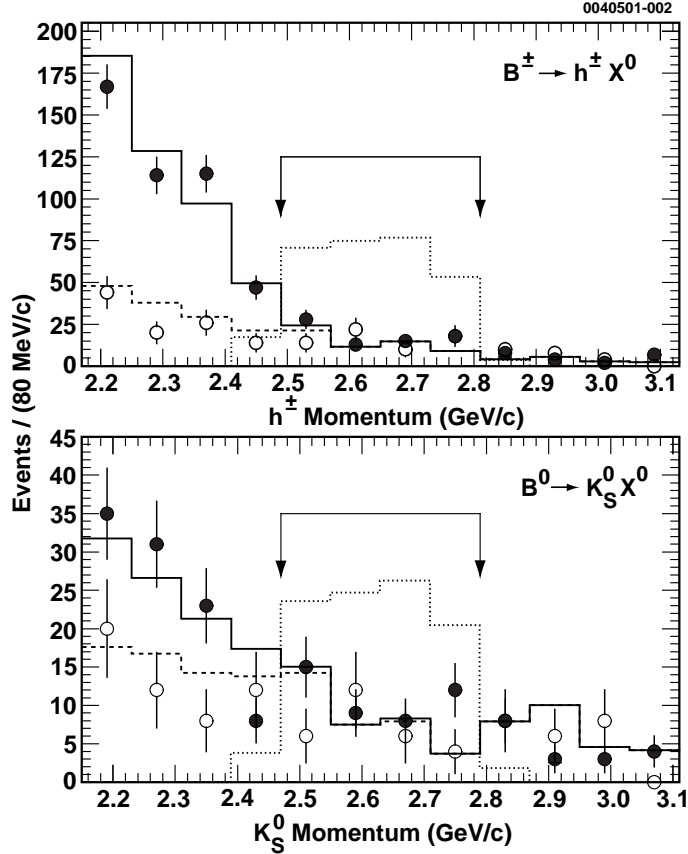 0040501-002
200
175
150
125
100
75
50
25
0
B± → h± X⁰
2.2 2.3 2.4 2.5 2.6 2.7 2.8 2.9 3.0 3.1
h± Momentum (GeV/c)
Events / (80 MeV/c)
45
40
35
30
25
20
15
10
5
0
B⁰ → K⁰S X⁰
2.2 2.3 2.4 2.5 2.6 2.7 2.8 2.9 3.0 3.1
K⁰S Momentum (GeV/c)